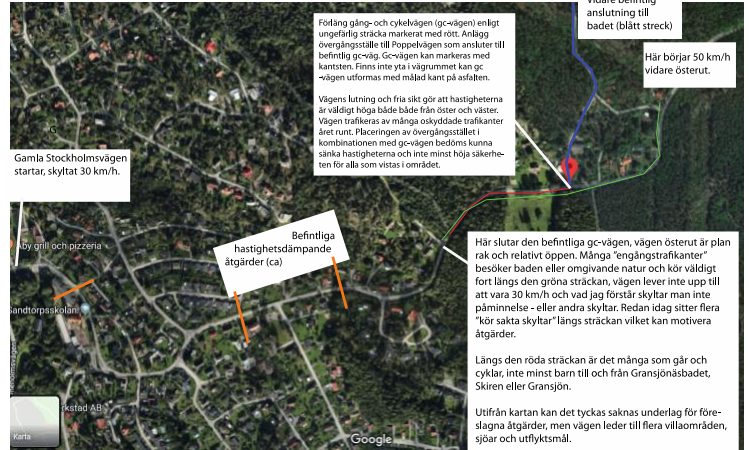 Förläng gång- och cykelvägen (gc-vägen) enligt
ungefärlig sträcka markerat med rött. Anlägg
övergångsställe till Poppelvägen som ansluter till
befintlig gc-väg. Gc-vägen kan markeras med
kantsten. Finns inte yta i vägrummet kan gc
-vägen utformas med målad kant på asfalten.
Vägens lutning och fria sikt gör att hastigheterna
är väldigt höga både både från öster och väster.
Vägen trafikeras av många oskyddade trafikanter
året runt. Placeringen av övergångsstället i
kombinationen med gc-vägen bedöms kunna
sänka hastigheterna och inte minst höja säkerhe-
ten för alla som vistas i området.
Vidare befintlig
anslutning till
badet (blått streck)
Här börjar 50 km/h
vidare österut.
G
Gamla Stockholmsvägen
startar, skyltat 30 km/h.
Åby grill och pizzeria
Befintliga
hastighetsdämpande
åtgärder (ca)
Sandtorpsskolan
rkstad AB
Karta
Google
Här slutar den befintliga gc-vägen, vägen österut är plan
rak och relativt öppen. Många "engångstrafikanter"
besöker baden eller omgivande natur och kör väldigt
fort längs den gröna sträckan, vägen lever inte upp till
att vara 30 km/h och vad jag förstår skyltar man inte
påminnelse - eller andra skyltar. Redan idag sitter flera
"kör sakta skyltar" längs sträckan vilket kan motivera
åtgärder.
Längs den röda sträckan är det många som går och
cyklar, inte minst barn till och från Gransjönäsbadet,
Skiren eller Gransjön.
Utifrån kartan kan det tyckas saknas underlag för före-
slagna åtgärder, men vägen leder till flera villaområden,
sjöar och utflyktsmål.